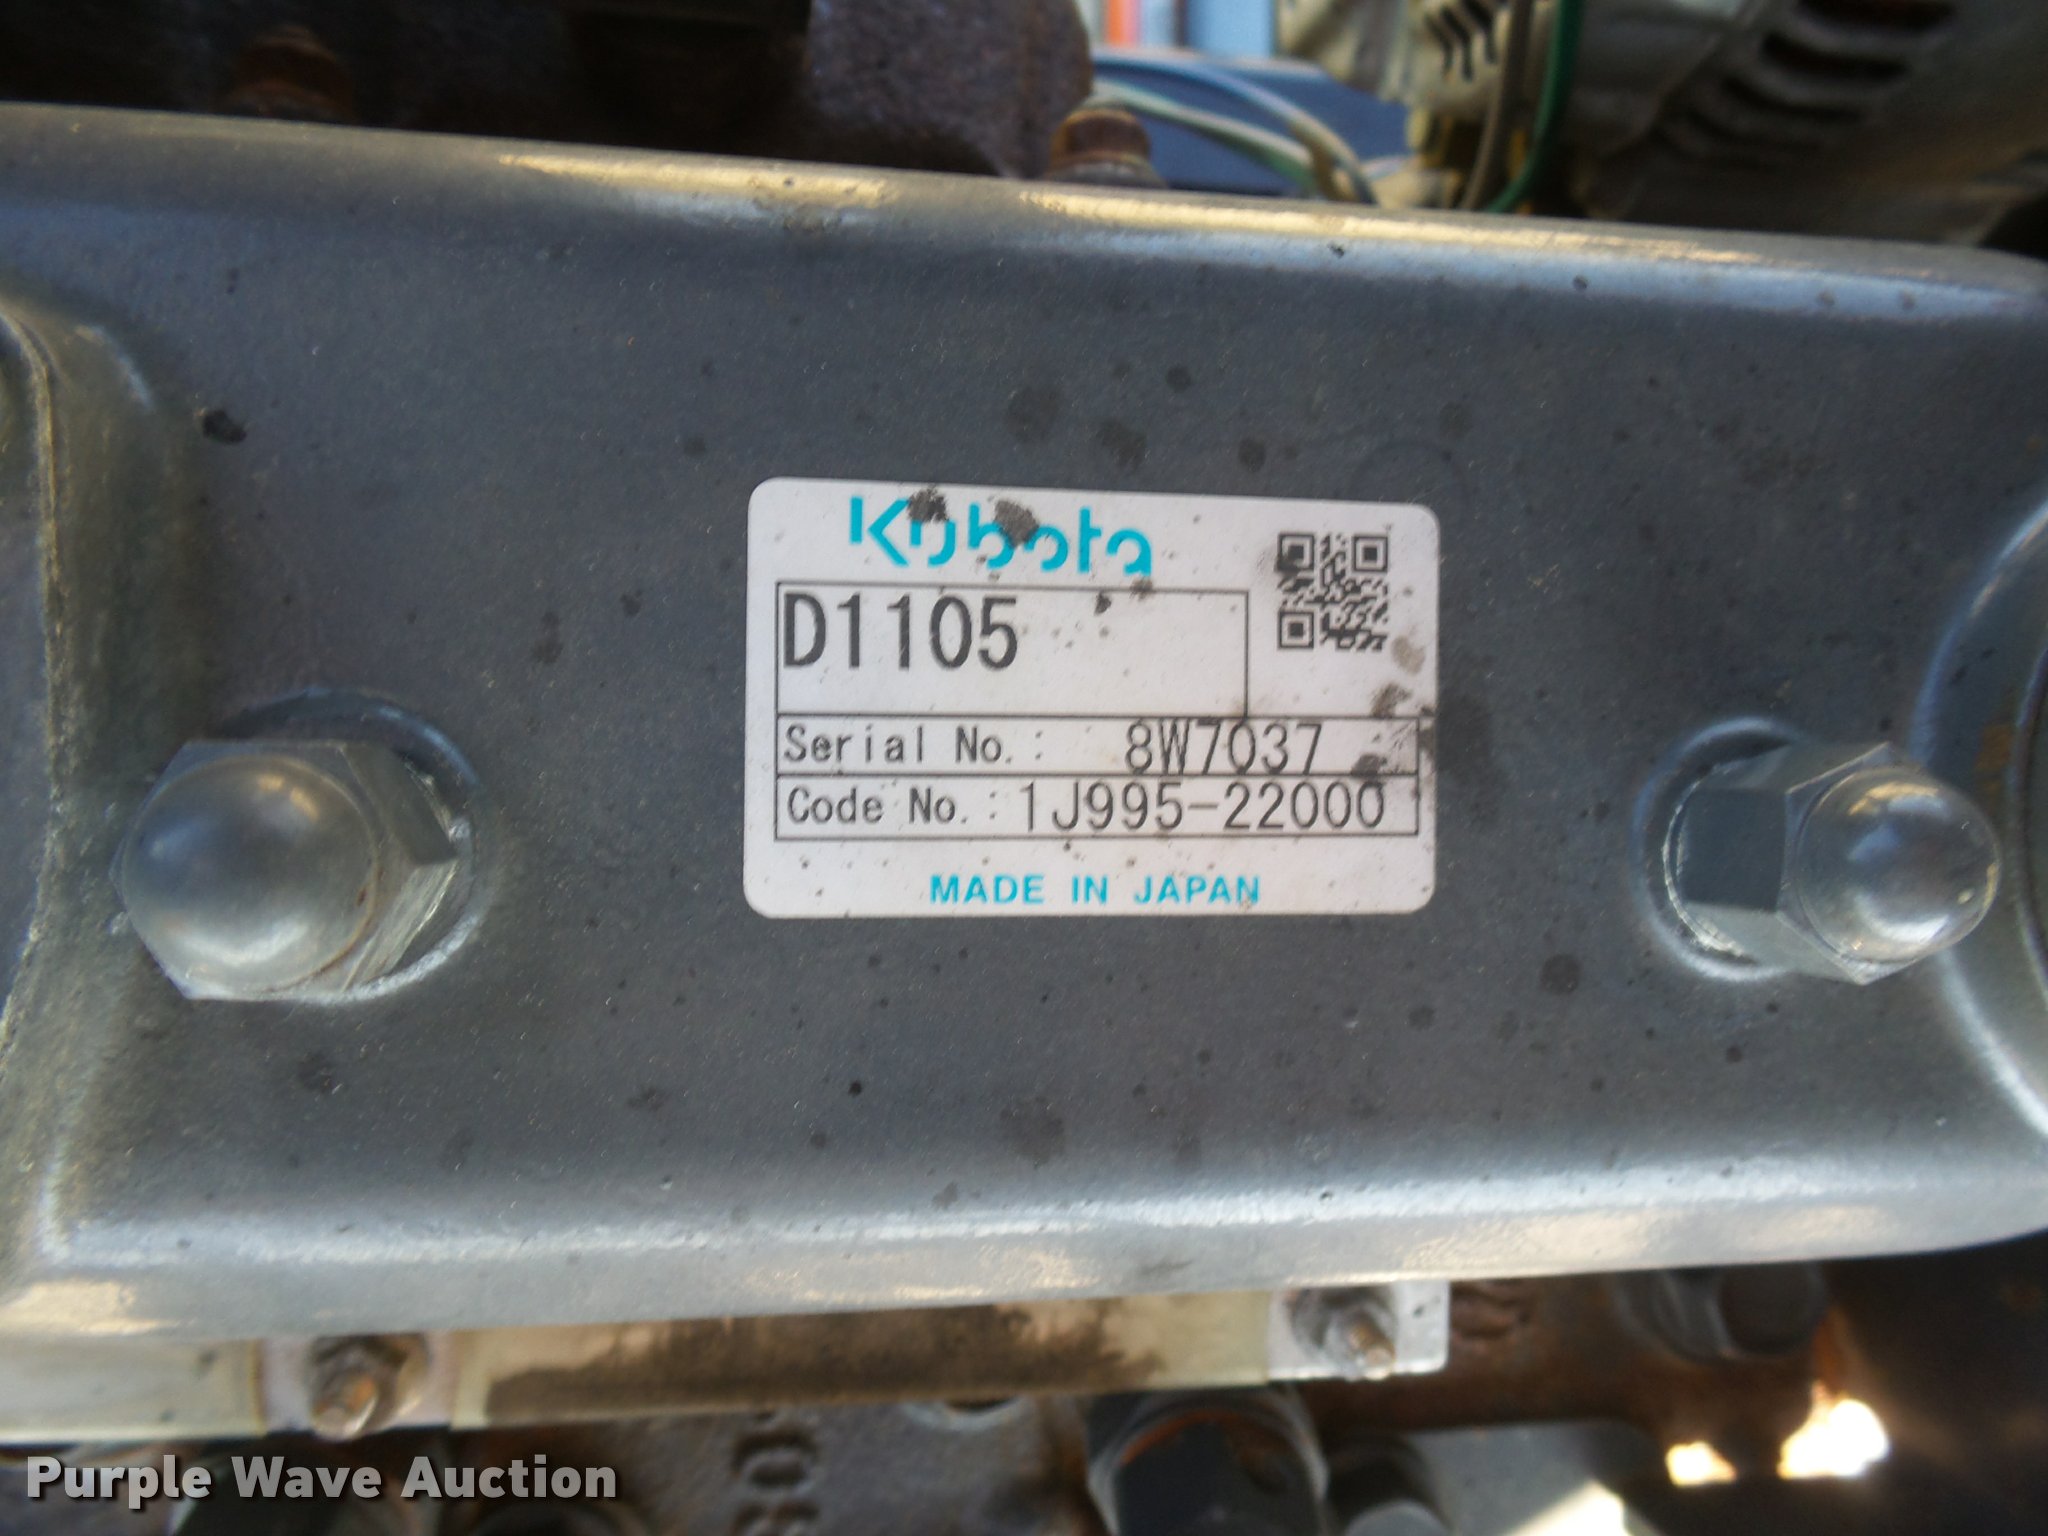 Kubota
D1105
Serial No.: 8W7037
Code No.: 1J995-22000
MADE IN JAPAN
Purple Wave Auction